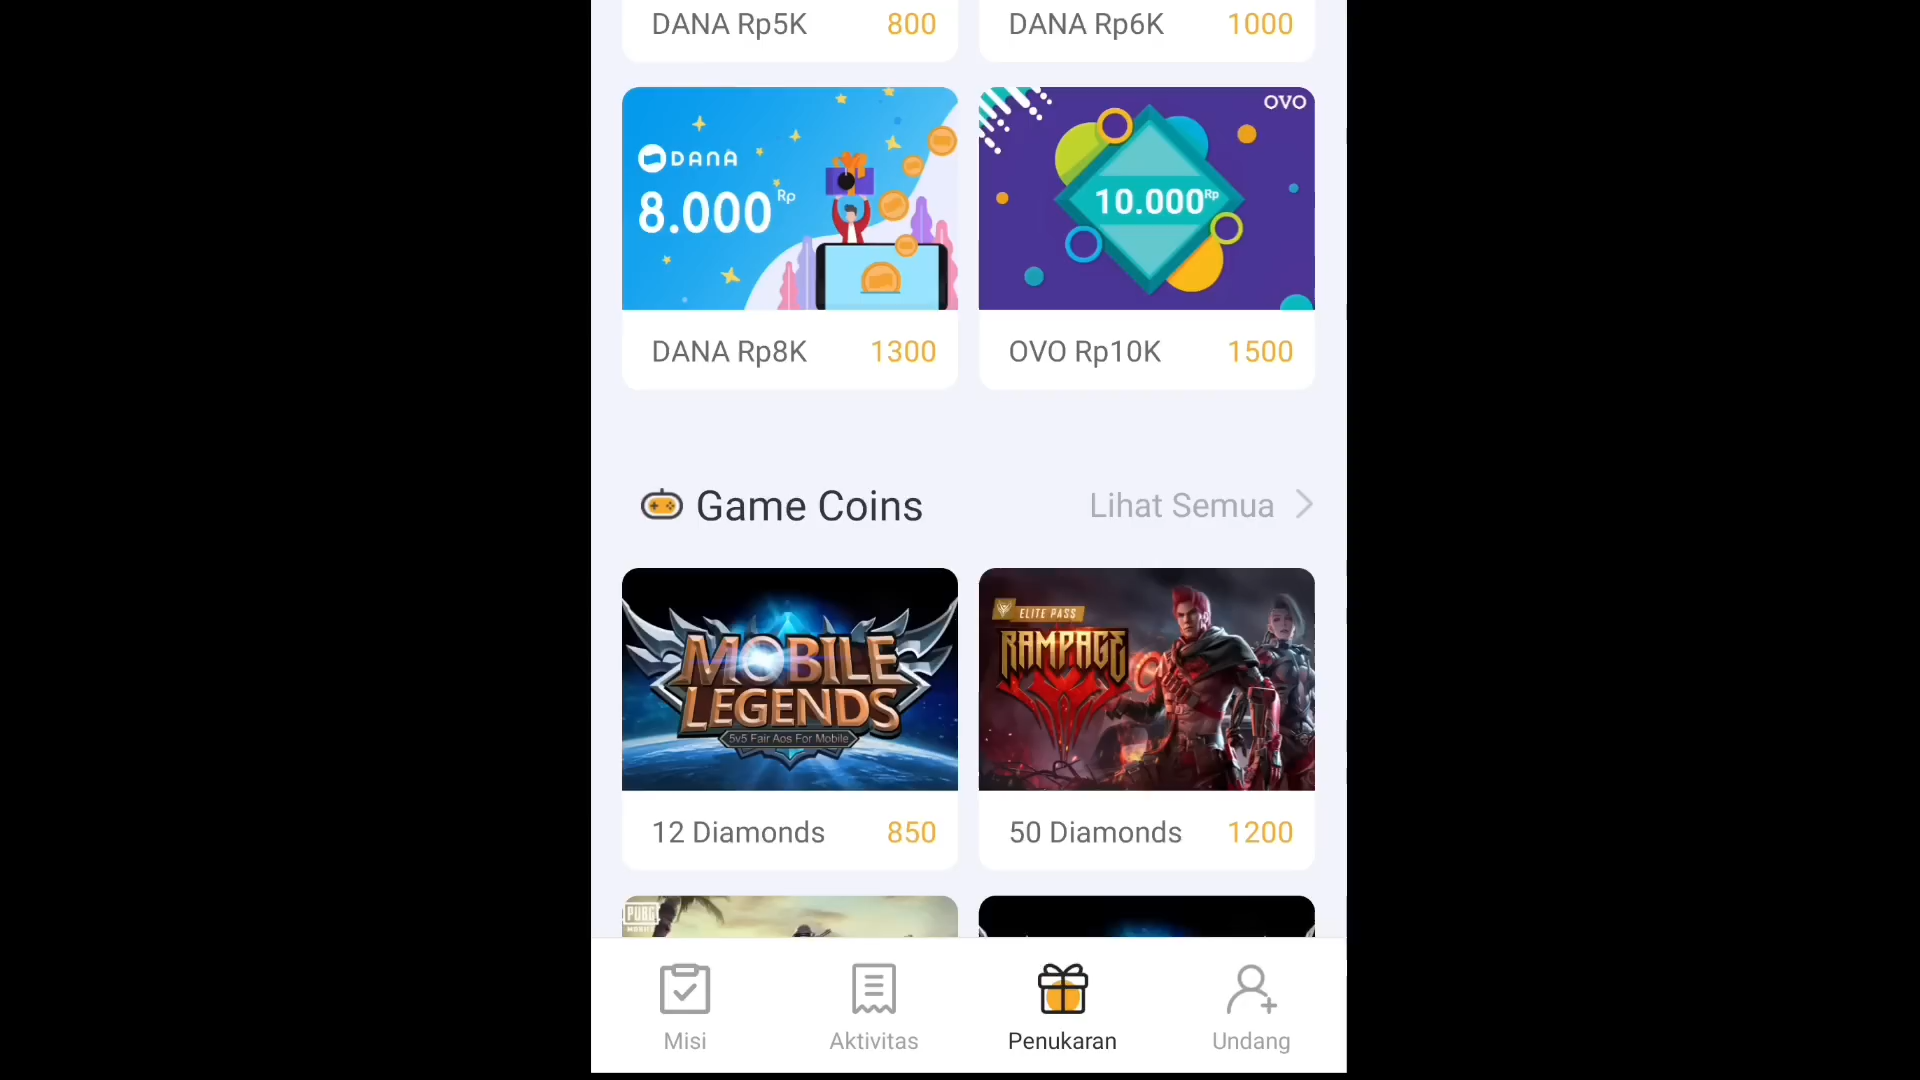 DANA Rp5K 800
DANA Rp6K 1000
DANA
8.000 Rp
OVO
10.000 Rp
DANA Rp8K 1300
OVO Rp10K 1500
Game Coins
Lihat Semua
MOBILE
LEGENDS
5v5 Fair Aos For Mobile
ELITE PASS
RAMPAGE
12 Diamonds 850
50 Diamonds 1200
PUBG
MOBILE
Misi
Aktivitas
Penukaran
Undang